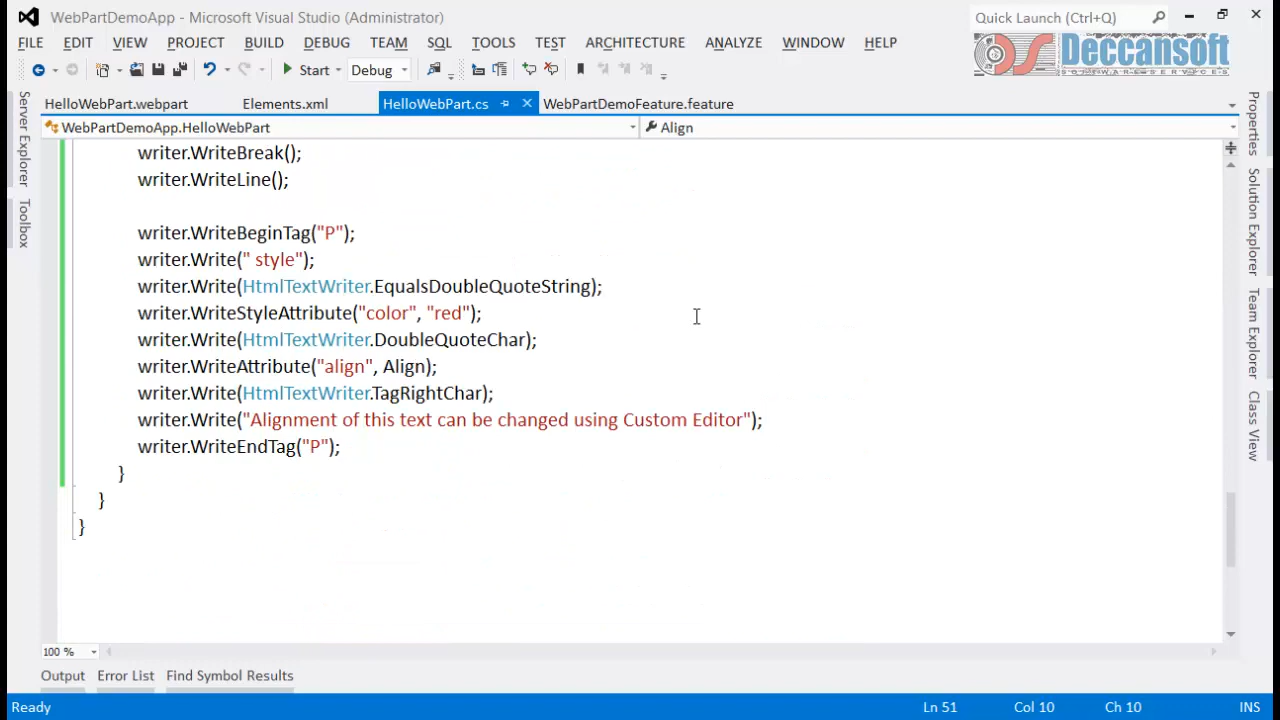 WebPartDemoApp - Microsoft Visual Studio (Administrator)
Quick Launch (Ctrl+Q)
FILE EDIT VIEW PROJECT BUILD DEBUG TEAM SQL TOOLS TEST ARCHITECTURE ANALYZE WINDOW HELP
Deccansoft
SOFTWARE SERVICES
Start Debug
HelloWebPart.webpart Elements.xml HelloWebPart.cs WebPartDemoFeature.feature
WebPartDemoApp.HelloWebPart Align
writer.WriteBreak();
writer.WriteLine();
writer.WriteBeginTag("P");
writer.Write(" style");
writer.Write(HtmlTextWriter.EqualsDoubleQuoteString);
writer.WriteStyleAttribute("color", "red");
writer.Write(HtmlTextWriter.DoubleQuoteChar);
writer.WriteAttribute("align", Align);
writer.Write(HtmlTextWriter.TagRightChar);
writer.Write("Alignment of this text can be changed using Custom Editor");
writer.WriteEndTag("P");
}
}
}
100 %
Output Error List Find Symbol Results
Ready Ln 51 Col 10 Ch 10 INS
Server Explorer
Toolbox
Properties
Solution Explorer
Team Explorer
Class View